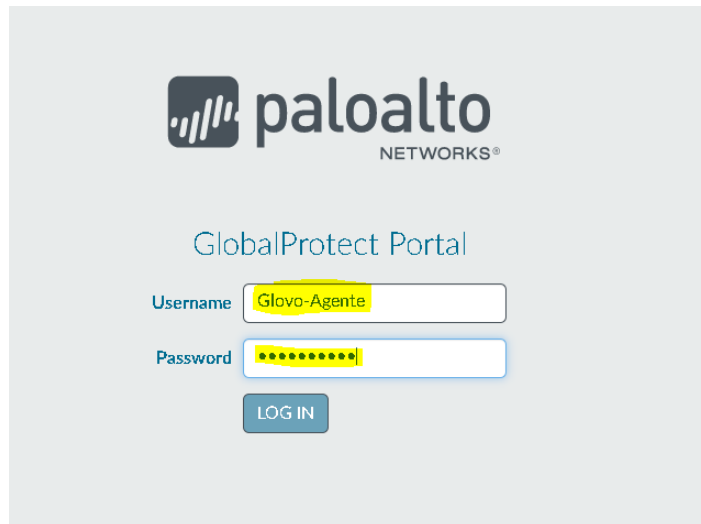 paloalto
NETWORKS®
GlobalProtect Portal
Username Glovo-Agente
Password ••••••••••
LOG IN